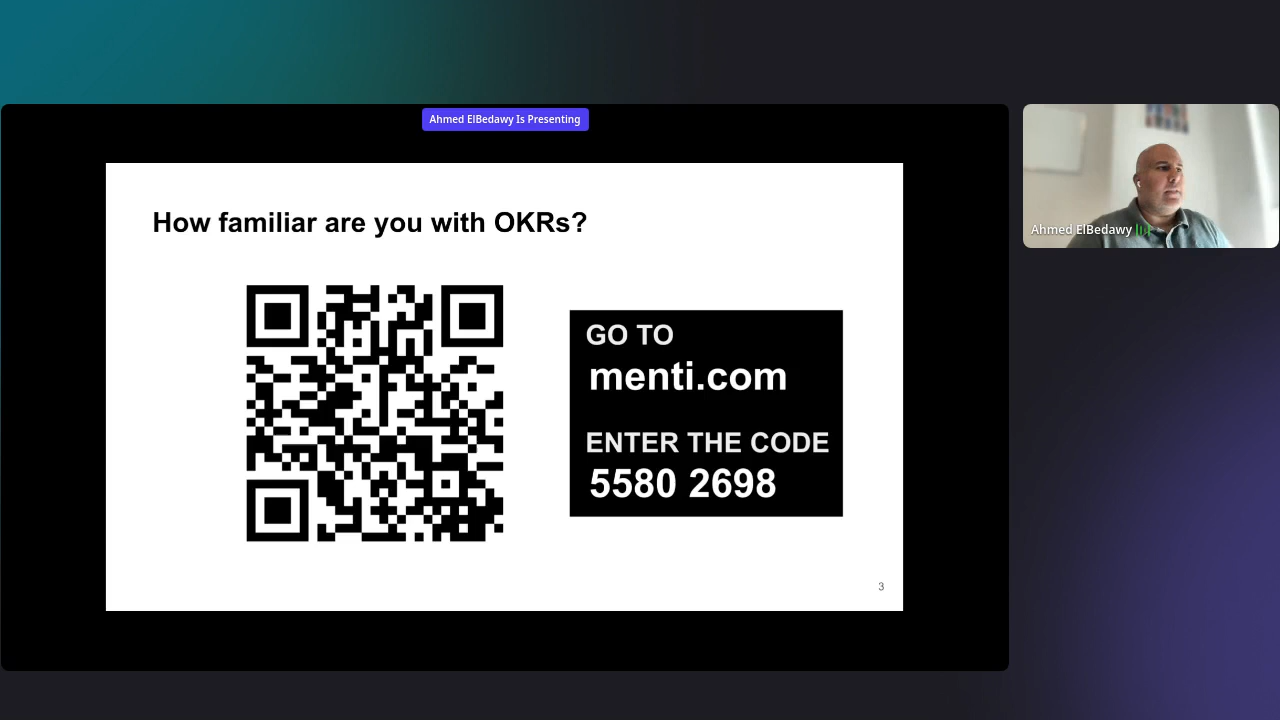 Ahmed ElBedawy Is Presenting
How familiar are you with OKRs?
GO TO
menti.com
ENTER THE CODE
5580 2698
3
Ahmed ElBedawy